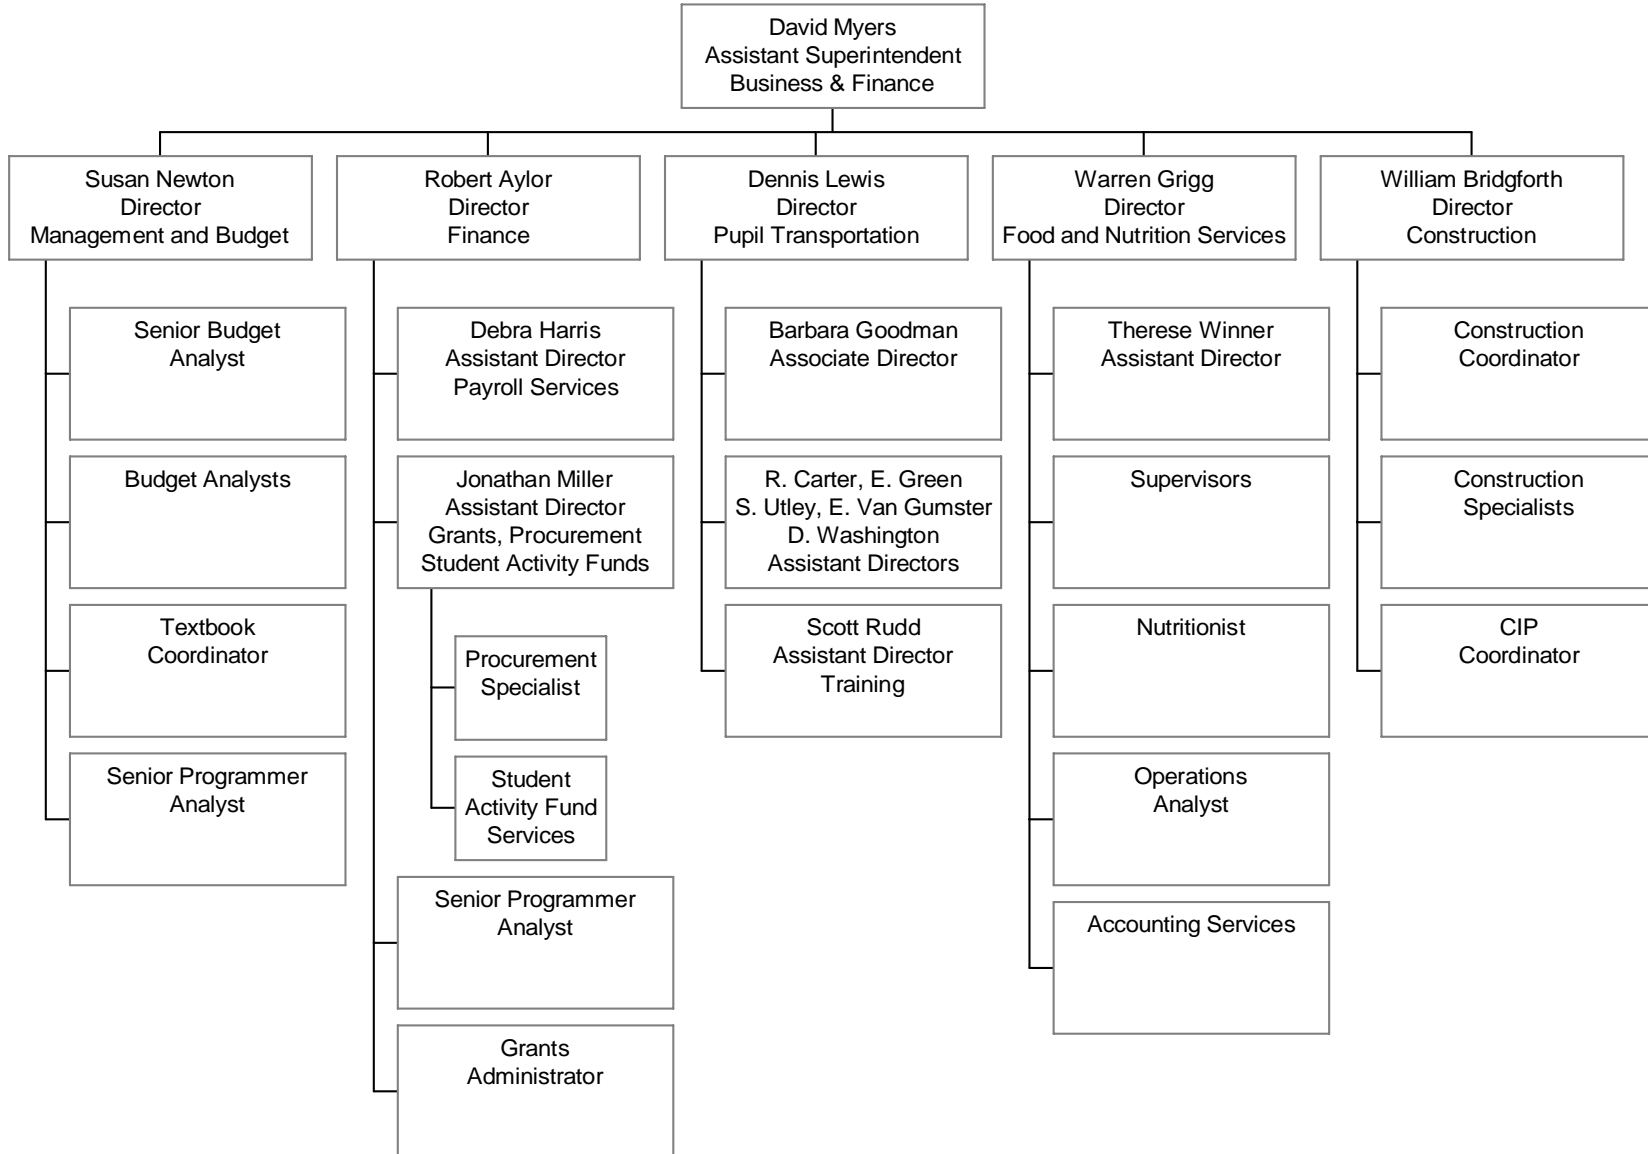 David Myers
Assistant Superintendent
Business & Finance
Susan Newton
Director
Management and Budget
Robert Aylor
Director
Finance
Dennis Lewis
Director
Pupil Transportation
Warren Grigg
Director
Food and Nutrition Services
William Bridgforth
Director
Construction
Senior Budget
Analyst
Budget Analysts
Textbook
Coordinator
Senior Programmer
Analyst
Debra Harris
Assistant Director
Payroll Services
Jonathan Miller
Assistant Director
Grants, Procurement
Student Activity Funds
Procurement
Specialist
Student
Activity Fund
Services
Senior Programmer
Analyst
Grants
Administrator
Barbara Goodman
Associate Director
R. Carter, E. Green
S. Utley, E. Van Gumster
D. Washington
Assistant Directors
Scott Rudd
Assistant Director
Training
Therese Winner
Assistant Director
Supervisors
Nutritionist
Operations
Analyst
Accounting Services
Construction
Coordinator
Construction
Specialists
CIP
Coordinator